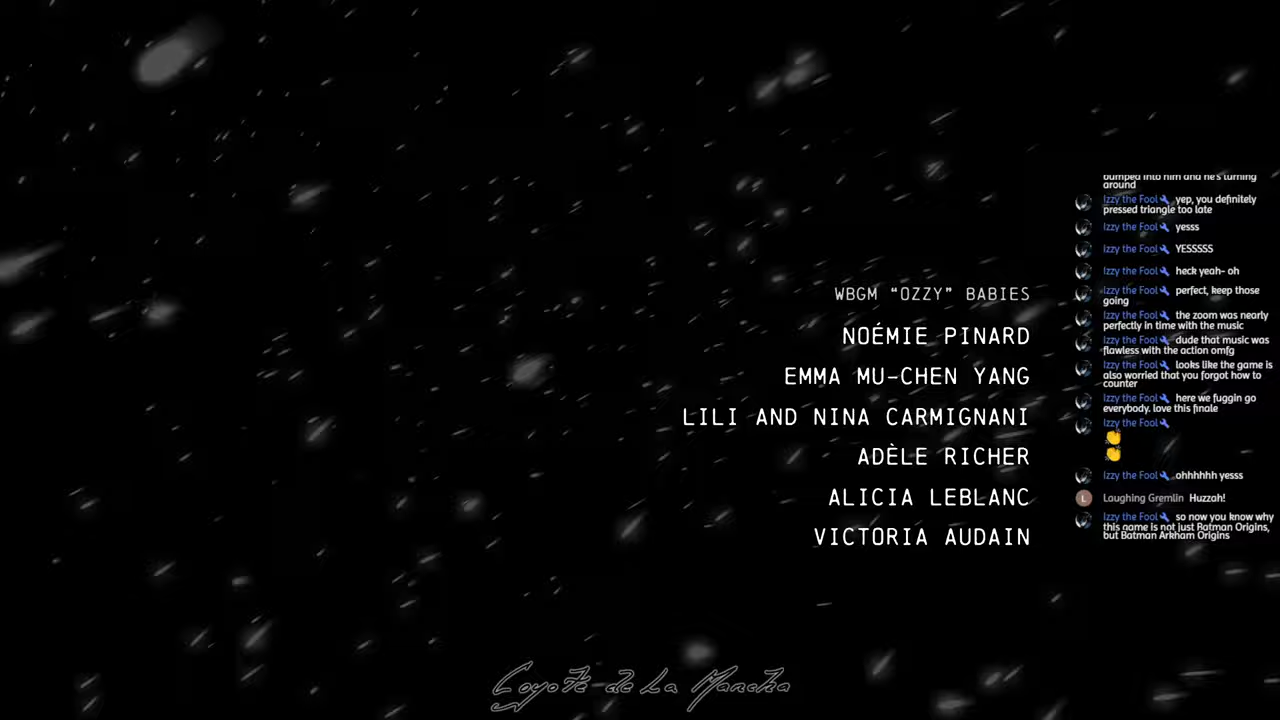 WBGM “OZZY” BABIES
NOÉMIE PINARD
EMMA MU-CHEN YANG
LILI AND NINA CARMIGNANI
ADÈLE RICHER
ALICIA LEBLANC
VICTORIA AUDAIN
bumped into him and he's turning
around
Izzy the Fool yep, you definitely
pressed triangle too late
Izzy the Fool yesss
Izzy the Fool YESSSSS
Izzy the Fool heck yeah- oh
Izzy the Fool perfect, keep those
going
Izzy the Fool the zoom was nearly
perfectly in time with the music
Izzy the Fool dude that music was
flawless with the action omfg
Izzy the Fool looks like the game is
also worried that you forgot how to
counter
Izzy the Fool here we fuggin go
everybody. love this finale
Izzy the Fool
Izzy the Fool ohhhhhh yesss
L Laughing Gremlin Huzzah!
Izzy the Fool so now you know why
this game is not just Batman Origins,
but Batman Arkham Origins
Coyote de La Mancha